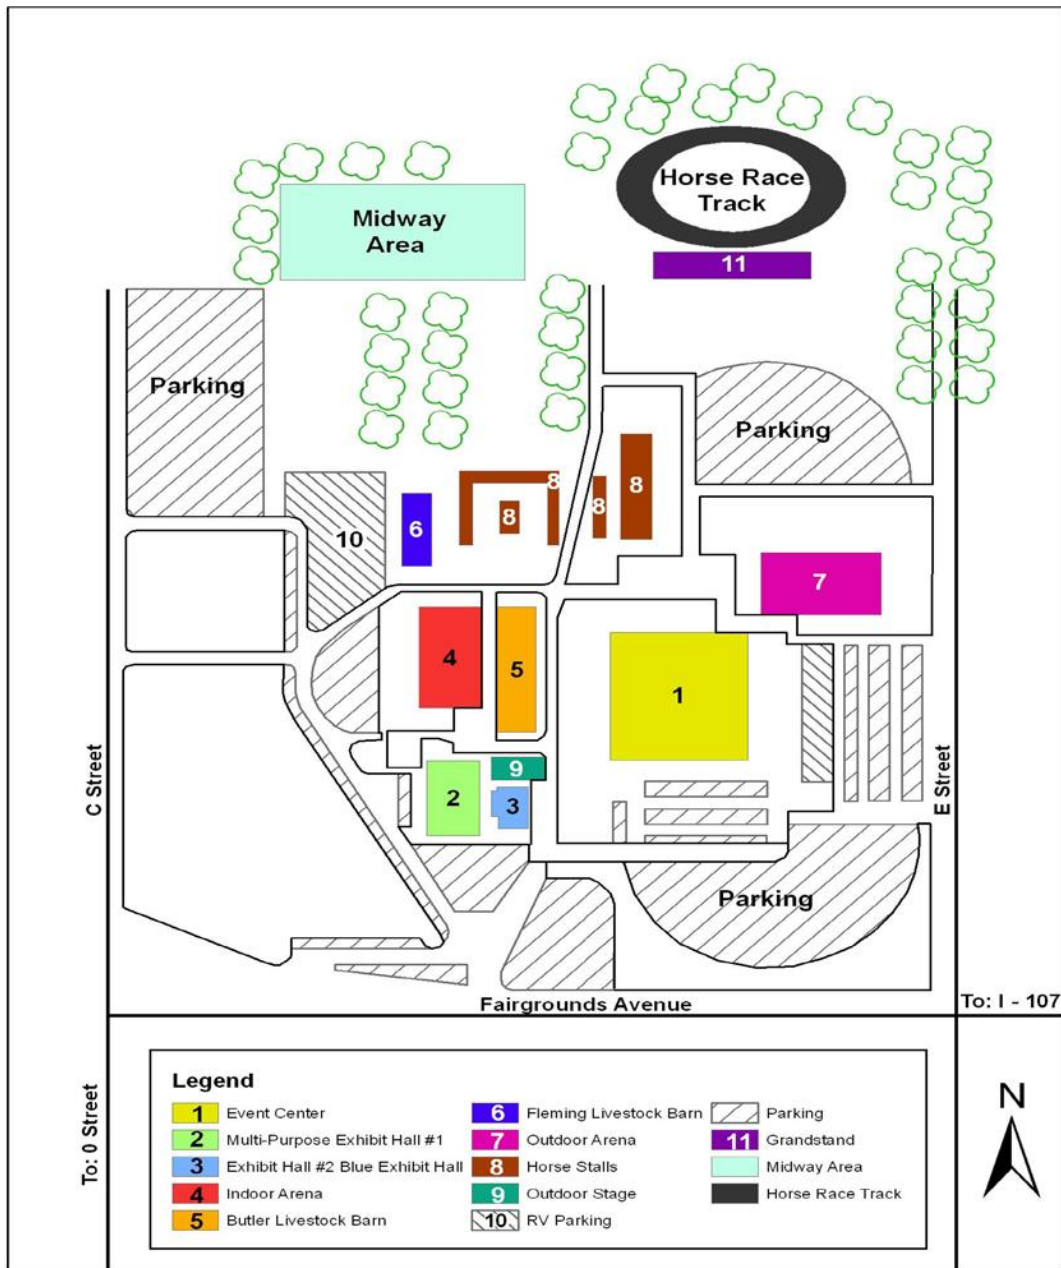 Horse Race
Track
Midway
Area
11
Parking
Parking
8
8
8
8
6
10
7
4
5
1
9
2
3
C Street
E Street
Parking
Fairgrounds Avenue
To: I - 107
To: 0 Street
N
Legend
1 Event Center
2 Multi-Purpose Exhibit Hall #1
3 Exhibit Hall #2 Blue Exhibit Hall
4 Indoor Arena
5 Butler Livestock Barn
6 Fleming Livestock Barn
7 Outdoor Arena
8 Horse Stalls
9 Outdoor Stage
10 RV Parking
Parking
11 Grandstand
Midway Area
Horse Race Track